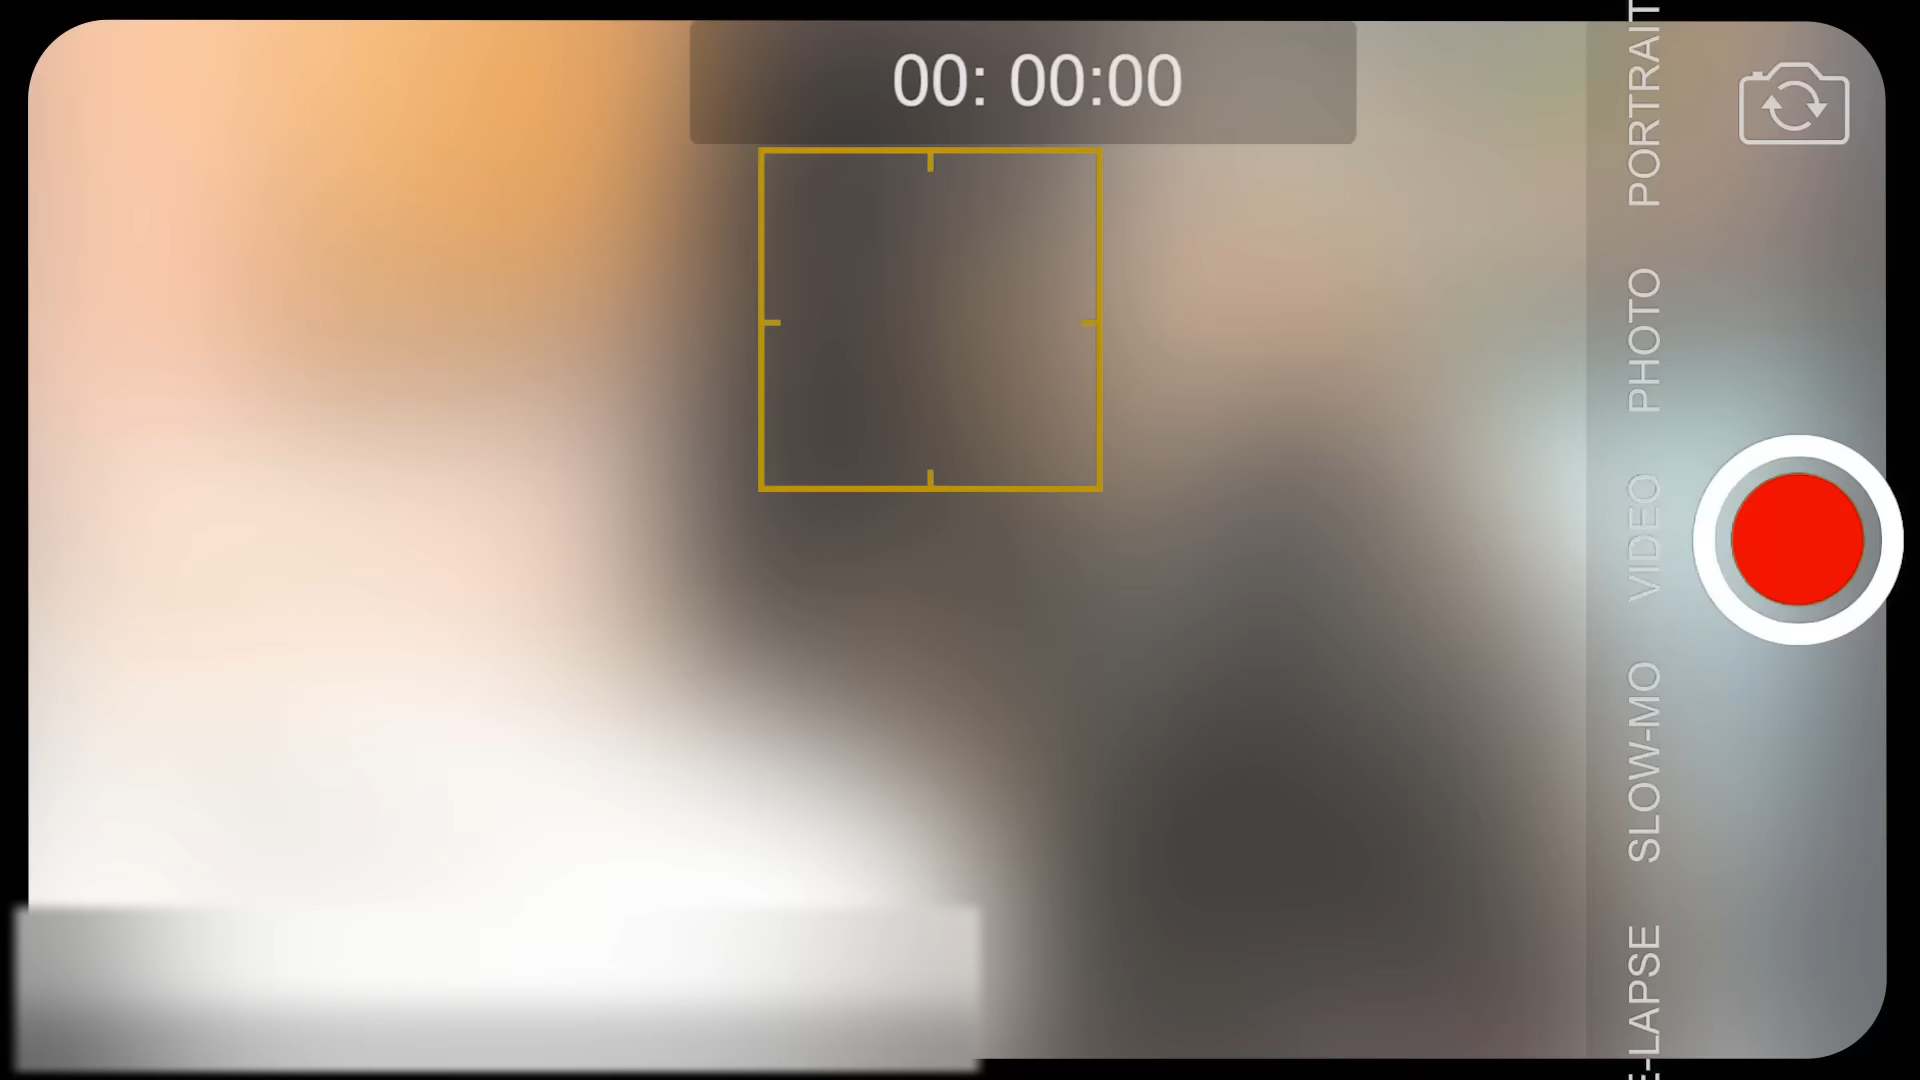 00: 00:00
PORTRAIT
PHOTO
VIDEO
SLOW-MO
E-LAPSE